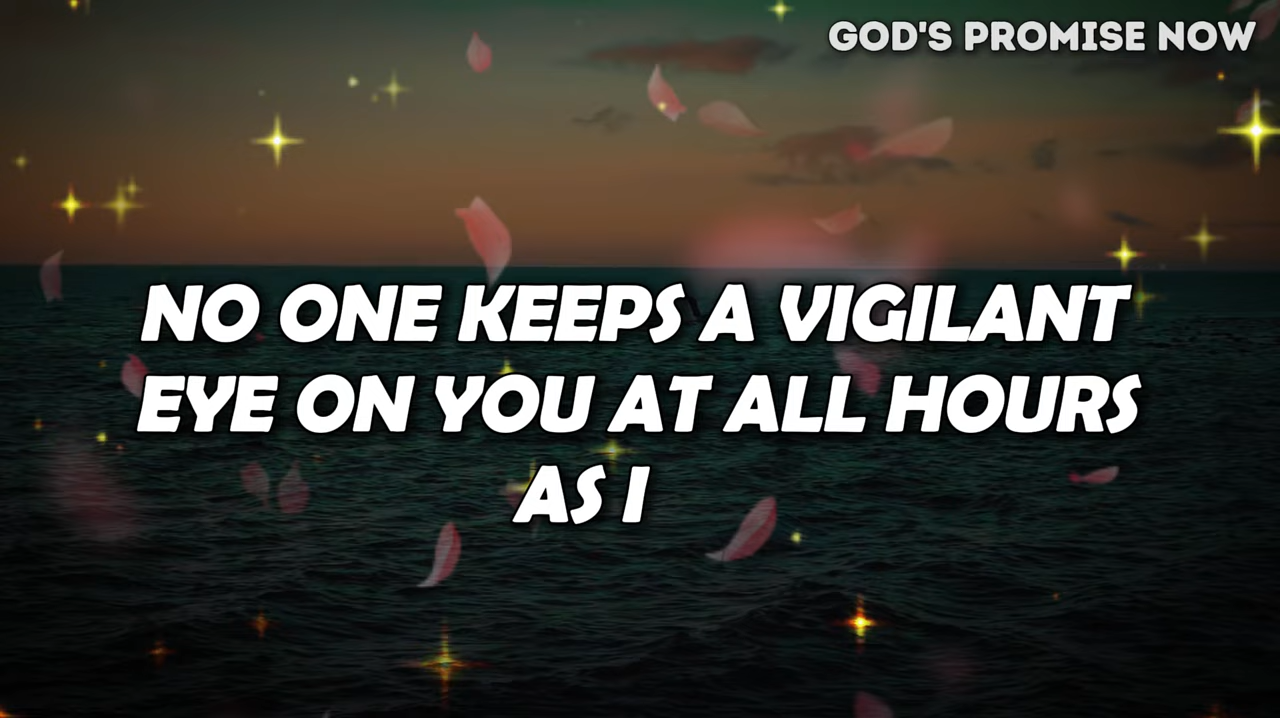 GOD'S PROMISE NOW
NO ONE KEEPS A VIGILANT
EYE ON YOU AT ALL HOURS
AS I